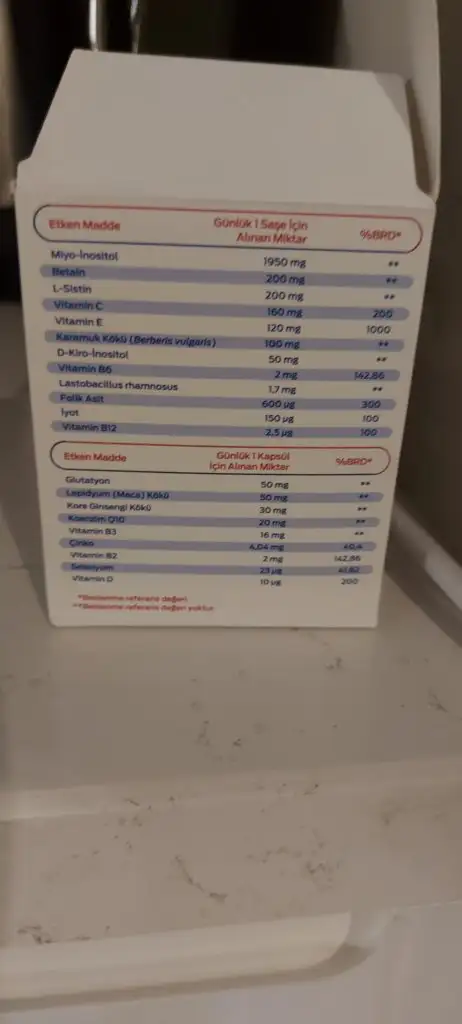 Etken Madde Günlük 1 Saşe İçin Alınan Miktar %BRD*
Miyo-İnositol 1950 mg **
Betain 200 mg **
L-Sistin 200 mg **
Vitamin C 160 mg 200
Vitamin E 120 mg 1000
Karamuk Kökü (Berberis vulgaris) 100 mg **
D-Kiro-İnositol 50 mg **
Vitamin B6 2 mg 142,86
Lastobacillus rhamnosus 1,7 mg **
Folik Asit 600 µg 300
İyot 150 µg 100
Vitamin B12 2,5 µg 100
Etken Madde Günlük 1 Kapsül İçin Alınan Miktar %BRD*
Glutatyon 50 mg **
Lepidyum (Maca) Kökü 50 mg **
Kore Ginsengi Kökü 30 mg **
Koenzim Q10 20 mg **
Vitamin B3 16 mg **
Çinko 4,04 mg 40,4
Vitamin B2 2 mg 142,86
Selenyum 23 µg 41,82
Vitamin D 10 µg 200
*Beslenme referans değeri
**Beslenme referans değeri yoktur.